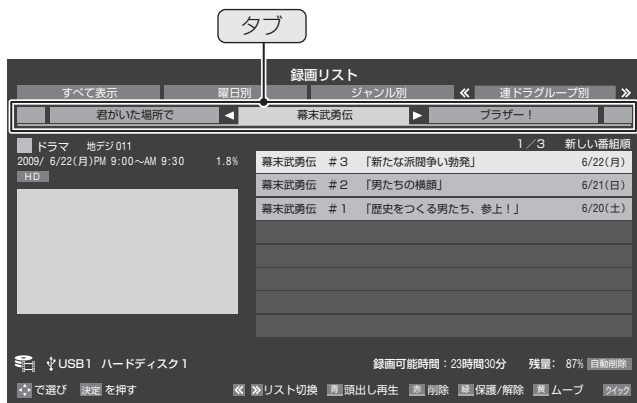 タブ
録画リスト
すべて表示 曜日別 ジャンル別 ≪ 連ドラグループ別 ≫
君がいた場所で ◀ 幕末武勇伝 ▶ ブラザー！
ドラマ 地デジ011 1／3 新しい番組順
2009/ 6/22(月)PM 9:00～AM 9:30 1.8%
HD
幕末武勇伝 ＃3 「新たな派閥争い勃発」 6/22(月)
幕末武勇伝 ＃2 「男たちの横顔」 6/21(日)
幕末武勇伝 ＃1 「歴史をつくる男たち、参上！」 6/20(土)
USB1 ハードディスク1 録画可能時間：23時間30分 残量： 87% 自動削除
で選び 決定 を押す ≪ ≫リスト切換 青 頭出し再生 赤 削除 緑 保護/解除 黄 ムーブ クイック